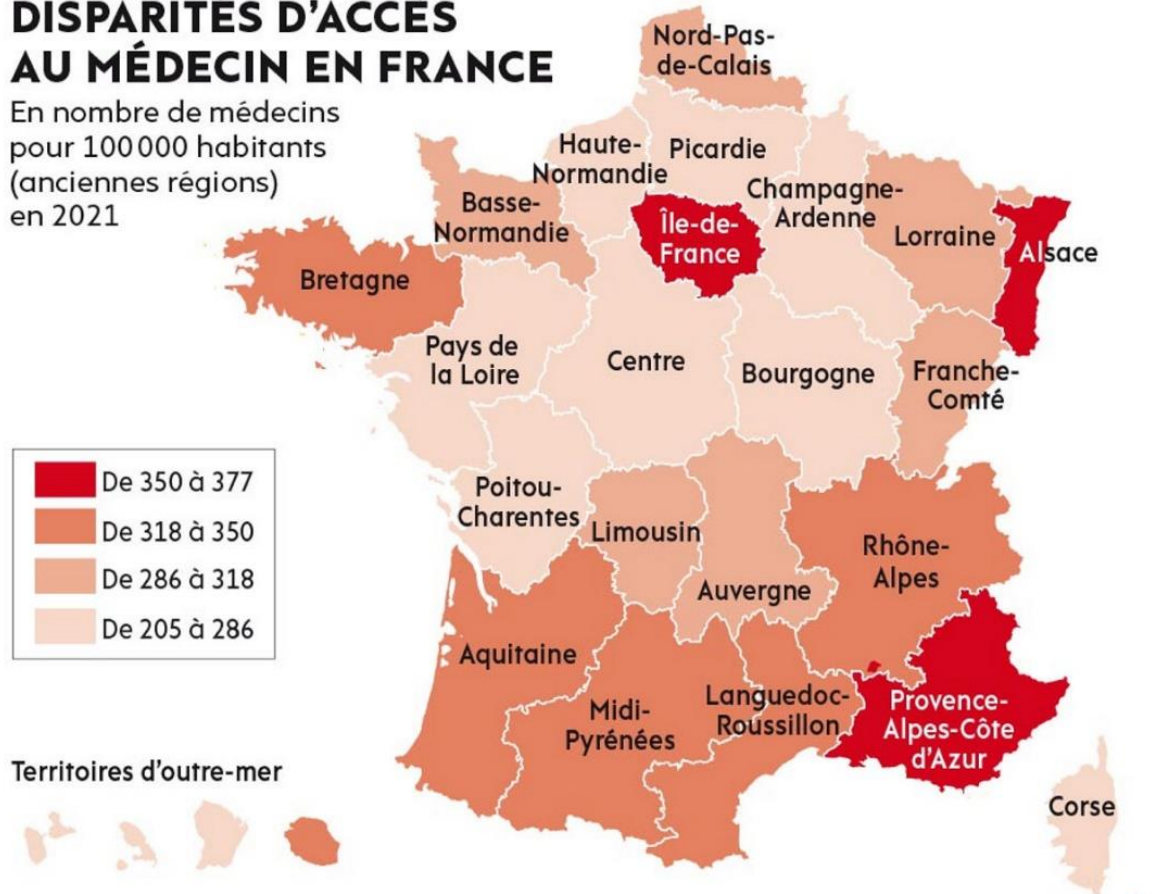 DISPARITÉS D'ACCÈS
AU MÉDECIN EN FRANCE
En nombre de médecins
pour 100 000 habitants
(anciennes régions)
en 2021
Nord-Pas-
de-Calais
Haute-
Normandie
Picardie
Basse-
Normandie
Île-de-
France
Champagne-
Ardenne
Lorraine
Alsace
Bretagne
Pays de
la Loire
Centre
Bourgogne
Franche-
Comté
De 350 à 377
De 318 à 350
De 286 à 318
De 205 à 286
Poitou-
Charentes
Limousin
Auvergne
Rhône-
Alpes
Aquitaine
Midi-
Pyrénées
Languedoc-
Roussillon
Provence-
Alpes-Côte
d'Azur
Corse
Territoires d'outre-mer